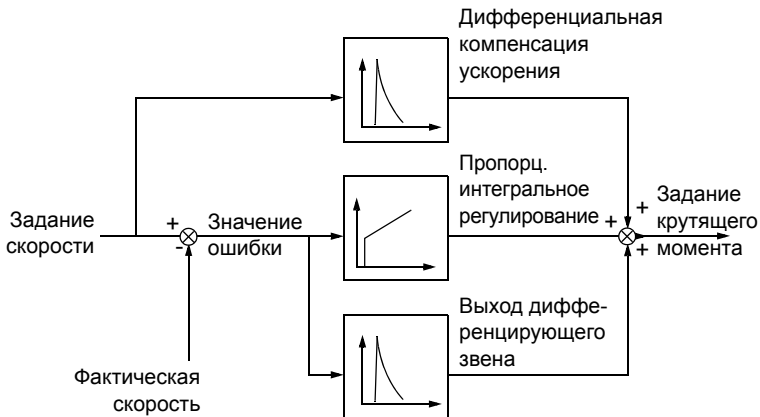 Дифференциальная
компенсация
ускорения
Пропорц.
интегральное
регулирование
Задание
скорости
+
-
Значение
ошибки
+
+
+
Задание
крутящего
момента
Выход диффе-
ренцирующего
звена
Фактическая
скорость